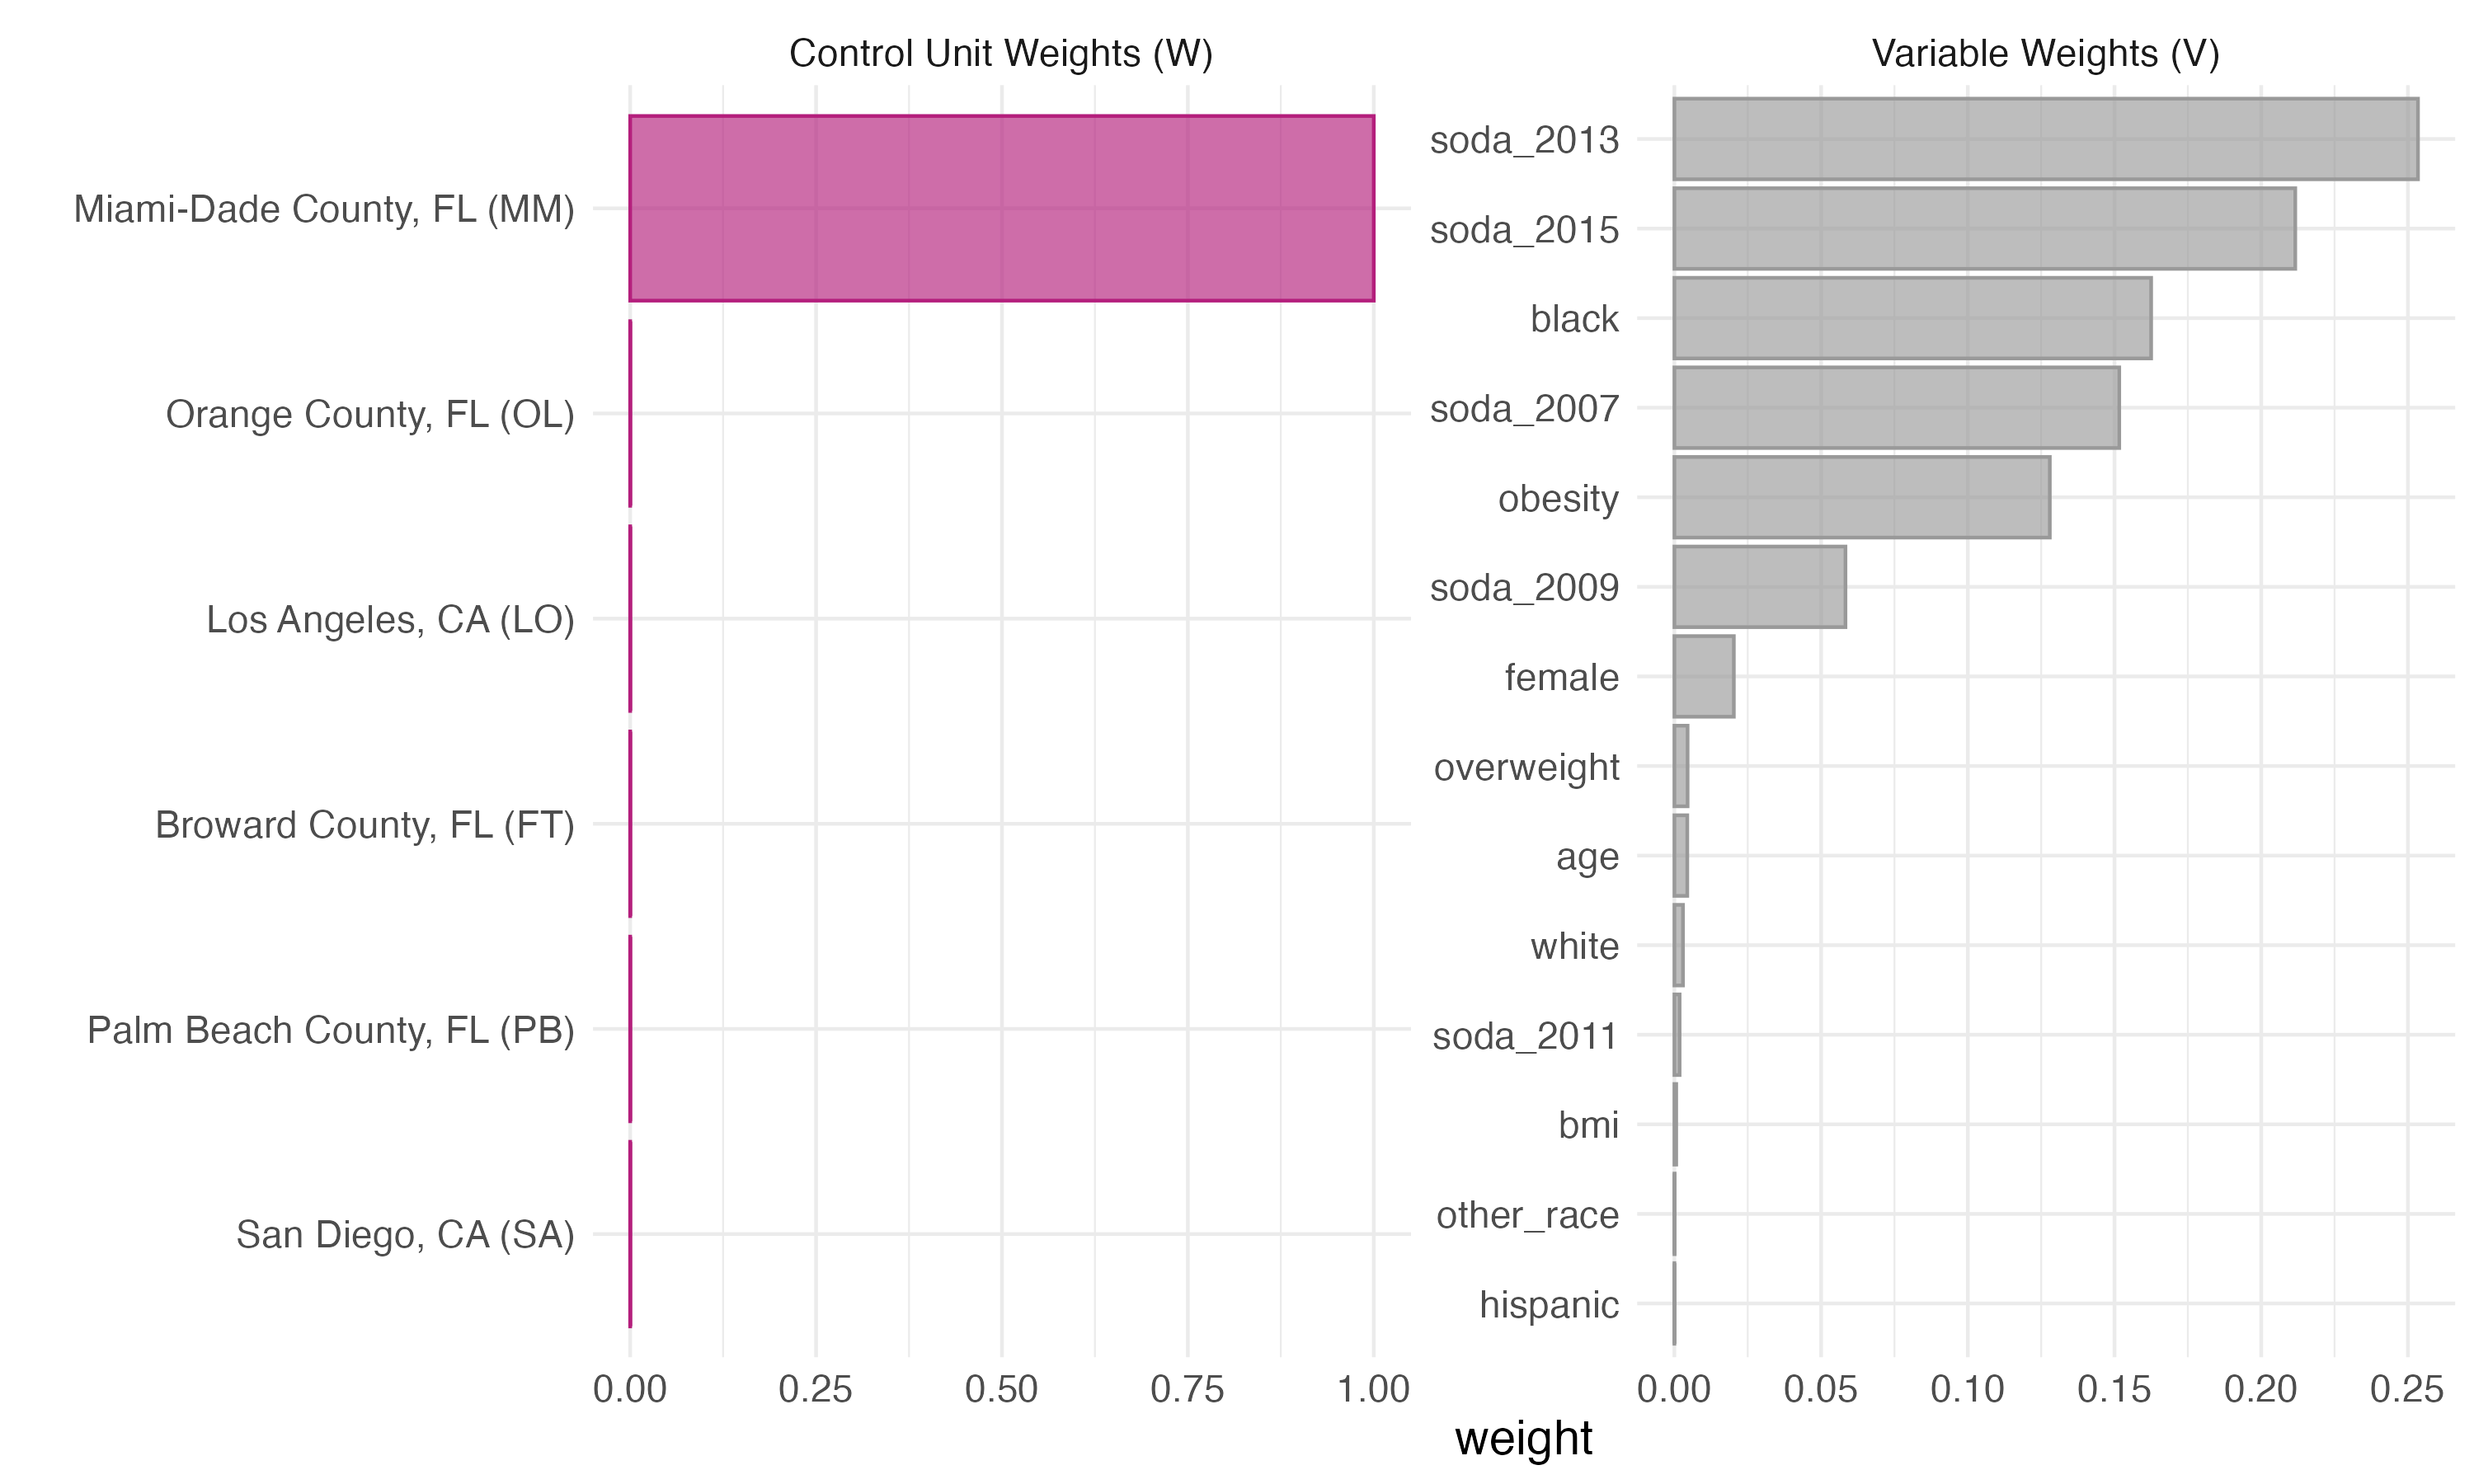 Control Unit Weights (W)
Miami-Dade County, FL (MM)
Orange County, FL (OL)
Los Angeles, CA (LO)
Broward County, FL (FT)
Palm Beach County, FL (PB)
San Diego, CA (SA)
0.00 0.25 0.50 0.75 1.00
Variable Weights (V)
soda_2013
soda_2015
black
soda_2007
obesity
soda_2009
female
overweight
age
white
soda_2011
bmi
other_race
hispanic
0.00 0.05 0.10 0.15 0.20 0.25
weight